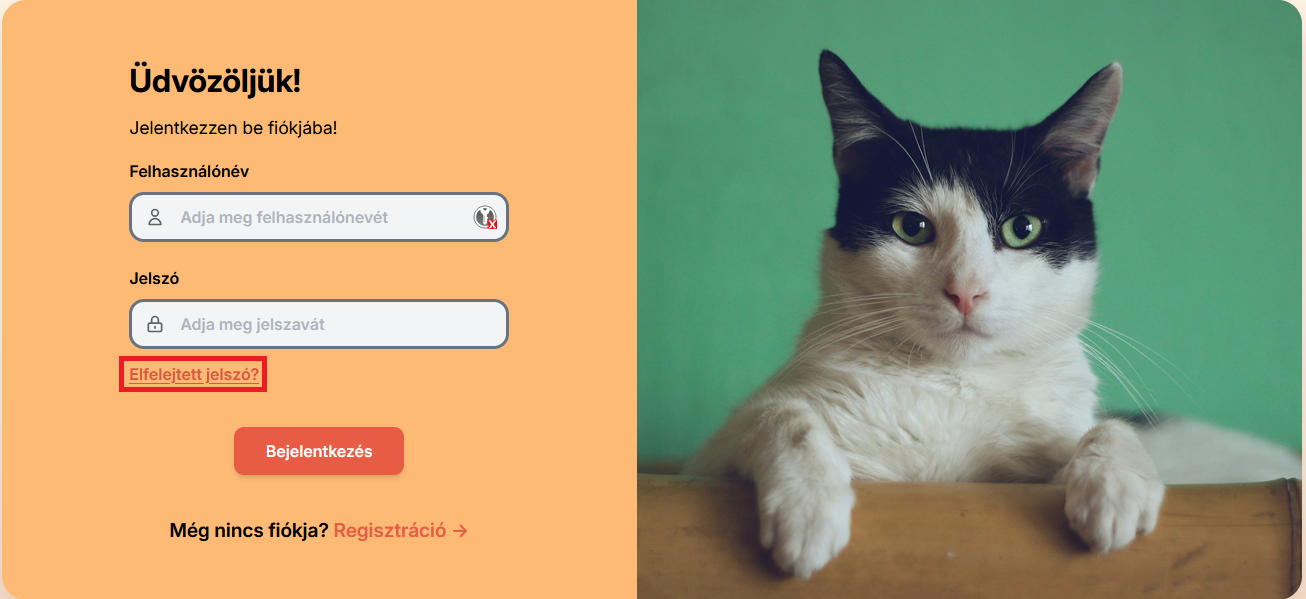 Üdvözöljük!
Jelentkezzen be fiókjába!
Felhasználónév
Adja meg felhasználónevét
Jelszó
Adja meg jelszavát
Elfelejtett jelszó?
Bejelentkezés
Még nincs fiókja? Regisztráció →